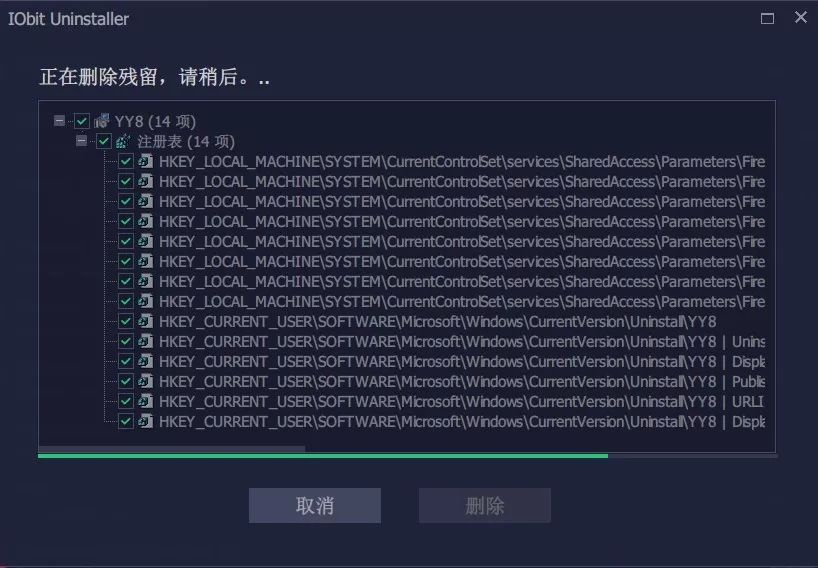 IObit Uninstaller
正在删除残留，请稍后。..
YY8 (14 项)
注册表 (14 项)
HKEY_LOCAL_MACHINE\SYSTEM\CurrentControlSet\services\SharedAccess\Parameters\Fire
HKEY_LOCAL_MACHINE\SYSTEM\CurrentControlSet\services\SharedAccess\Parameters\Fire
HKEY_LOCAL_MACHINE\SYSTEM\CurrentControlSet\services\SharedAccess\Parameters\Fire
HKEY_LOCAL_MACHINE\SYSTEM\CurrentControlSet\services\SharedAccess\Parameters\Fire
HKEY_LOCAL_MACHINE\SYSTEM\CurrentControlSet\services\SharedAccess\Parameters\Fire
HKEY_LOCAL_MACHINE\SYSTEM\CurrentControlSet\services\SharedAccess\Parameters\Fire
HKEY_LOCAL_MACHINE\SYSTEM\CurrentControlSet\services\SharedAccess\Parameters\Fire
HKEY_LOCAL_MACHINE\SYSTEM\CurrentControlSet\services\SharedAccess\Parameters\Fire
HKEY_CURRENT_USER\SOFTWARE\Microsoft\Windows\CurrentVersion\Uninstall\YY8
HKEY_CURRENT_USER\SOFTWARE\Microsoft\Windows\CurrentVersion\Uninstall\YY8 | Unins
HKEY_CURRENT_USER\SOFTWARE\Microsoft\Windows\CurrentVersion\Uninstall\YY8 | Displa
HKEY_CURRENT_USER\SOFTWARE\Microsoft\Windows\CurrentVersion\Uninstall\YY8 | Publis
HKEY_CURRENT_USER\SOFTWARE\Microsoft\Windows\CurrentVersion\Uninstall\YY8 | URLI
HKEY_CURRENT_USER\SOFTWARE\Microsoft\Windows\CurrentVersion\Uninstall\YY8 | Displa
取消 删除